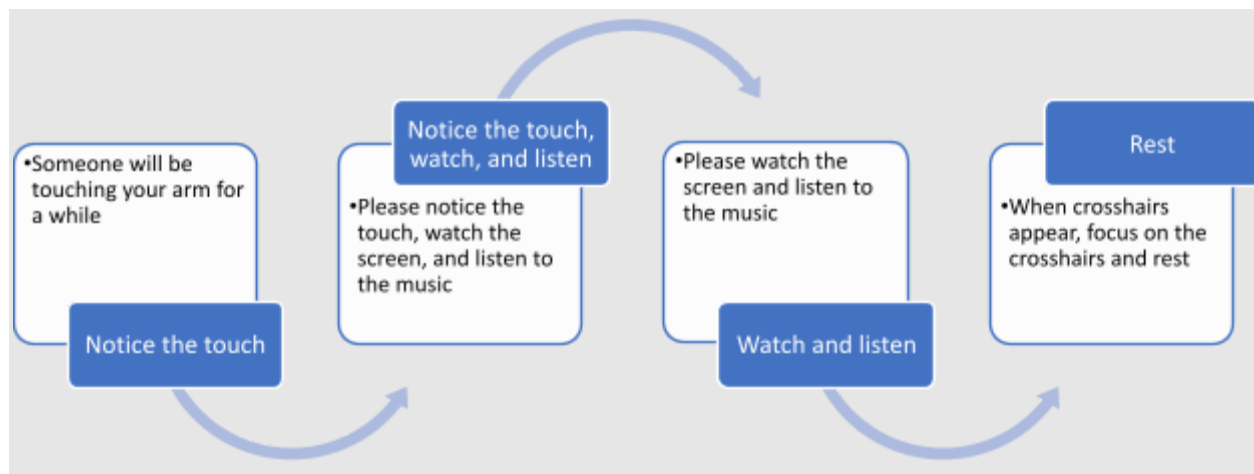 •Someone will be
touching your arm for
a while
Notice the touch
Notice the touch,
watch, and listen
•Please notice the
touch, watch the
screen, and listen to
the music
•Please watch the
screen and listen to
the music
Watch and listen
Rest
•When crosshairs
appear, focus on the
crosshairs and rest